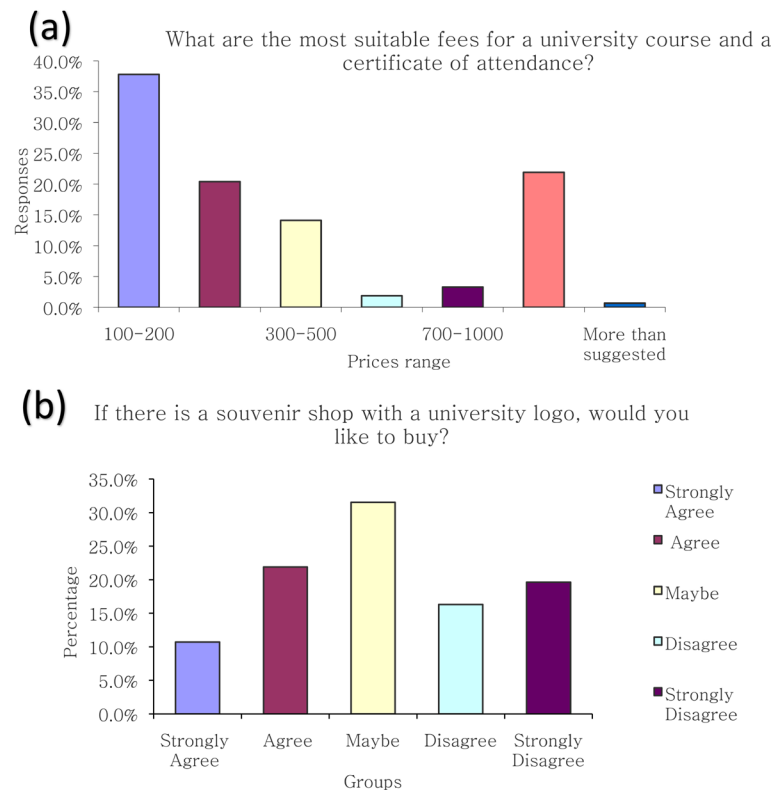 (a)
What are the most suitable fees for a university course and a
certificate of attendance?
40.0%
35.0%
30.0%
25.0%
20.0%
15.0%
10.0%
5.0%
0.0%
Responses
100-200
300-500
700-1000
More than
suggested
Prices range
(b)
If there is a souvenir shop with a university logo, would you
like to buy?
35.0%
30.0%
25.0%
20.0%
15.0%
10.0%
5.0%
0.0%
Percentage
Strongly
Agree
Agree
Maybe
Disagree
Strongly
Disagree
Groups
Strongly
Agree
Agree
Maybe
Disagree
Strongly
Disagree